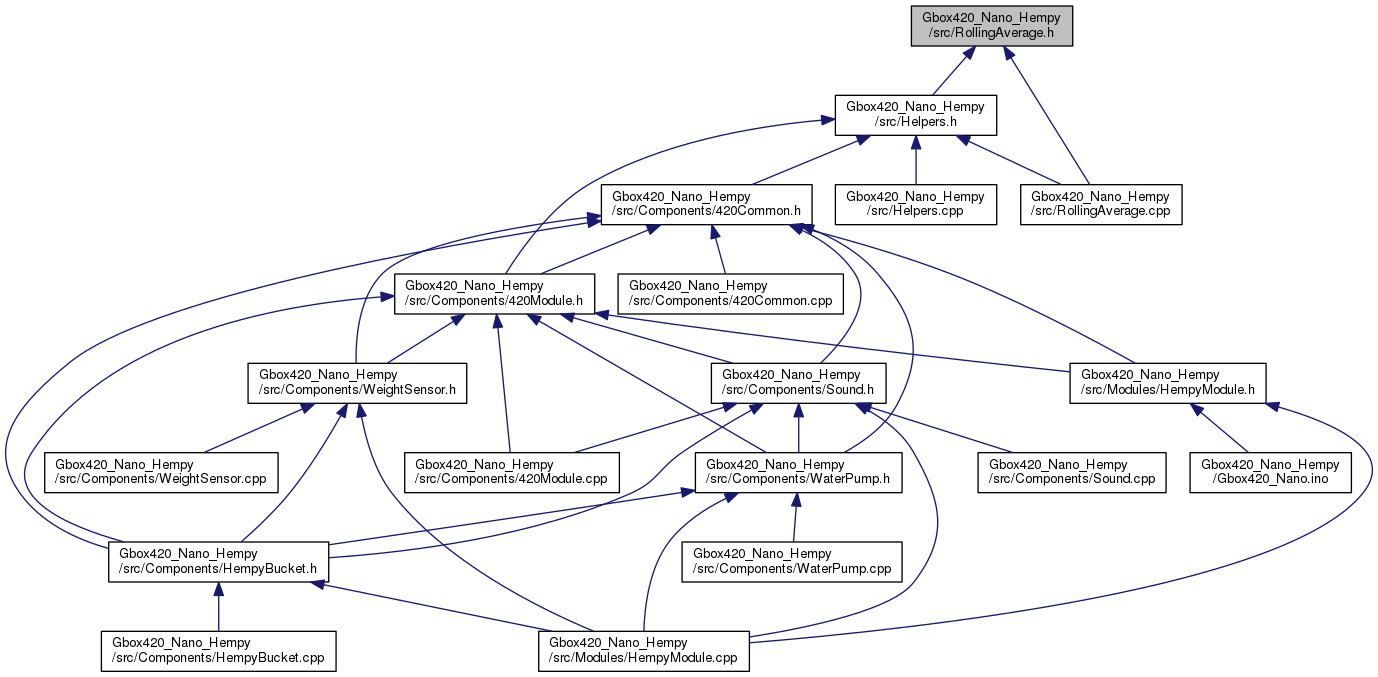 Gbox420_Nano_Hempy
/src/RollingAverage.h
Gbox420_Nano_Hempy
/src/Helpers.h
Gbox420_Nano_Hempy
/src/Components/420Common.h
Gbox420_Nano_Hempy
/src/Helpers.cpp
Gbox420_Nano_Hempy
/src/RollingAverage.cpp
Gbox420_Nano_Hempy
/src/Components/420Module.h
Gbox420_Nano_Hempy
/src/Components/420Common.cpp
Gbox420_Nano_Hempy
/src/Components/WeightSensor.h
Gbox420_Nano_Hempy
/src/Components/Sound.h
Gbox420_Nano_Hempy
/src/Modules/HempyModule.h
Gbox420_Nano_Hempy
/src/Components/WeightSensor.cpp
Gbox420_Nano_Hempy
/src/Components/420Module.cpp
Gbox420_Nano_Hempy
/src/Components/WaterPump.h
Gbox420_Nano_Hempy
/src/Components/Sound.cpp
Gbox420_Nano_Hempy
/Gbox420_Nano.ino
Gbox420_Nano_Hempy
/src/Components/HempyBucket.h
Gbox420_Nano_Hempy
/src/Components/WaterPump.cpp
Gbox420_Nano_Hempy
/src/Components/HempyBucket.cpp
Gbox420_Nano_Hempy
/src/Modules/HempyModule.cpp